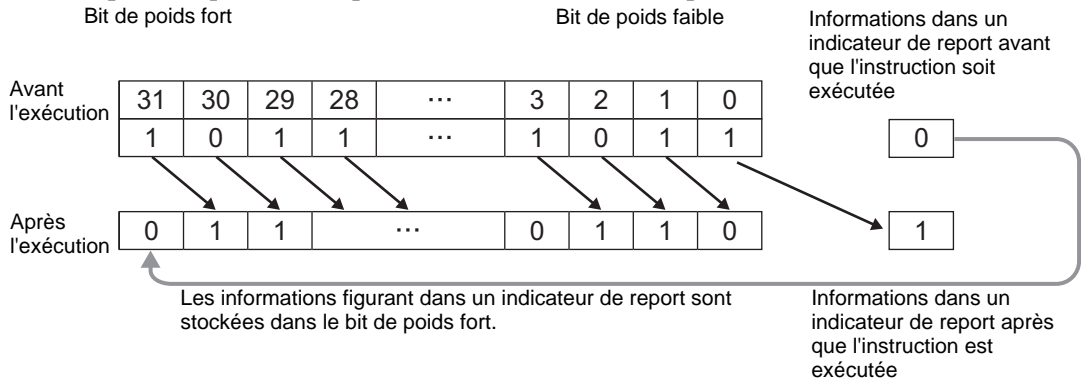 Bit de poids fort
Bit de poids faible
Informations dans un
indicateur de report avant
que l'instruction soit
exécutée
Avant
l'exécution
31 30 29 28 ... 3 2 1 0
1 0 1 1 ... 1 0 1 1
0
Après
l'exécution
0 1 1 ... 0 1 1 0
1
Les informations figurant dans un indicateur de report sont
stockées dans le bit de poids fort.
Informations dans un
indicateur de report après
que l'instruction est
exécutée